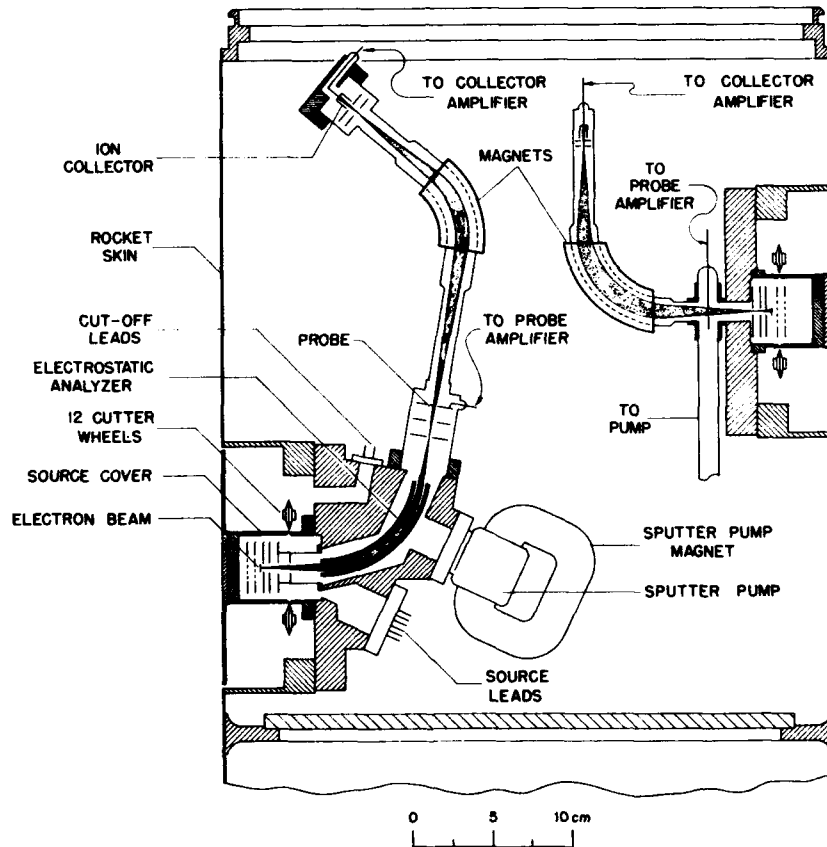 TO COLLECTOR
AMPLIFIER
TO COLLECTOR
AMPLIFIER
ION
COLLECTOR
MAGNETS
TO
PROBE
AMPLIFIER
ROCKET
SKIN
CUT-OFF
LEADS
PROBE
TO PROBE
AMPLIFIER
ELECTROSTATIC
ANALYZER
12 CUTTER
WHEELS
TO
PUMP
SOURCE COVER
ELECTRON BEAM
SPUTTER PUMP
MAGNET
SPUTTER PUMP
SOURCE
LEADS
0 5 10 cm